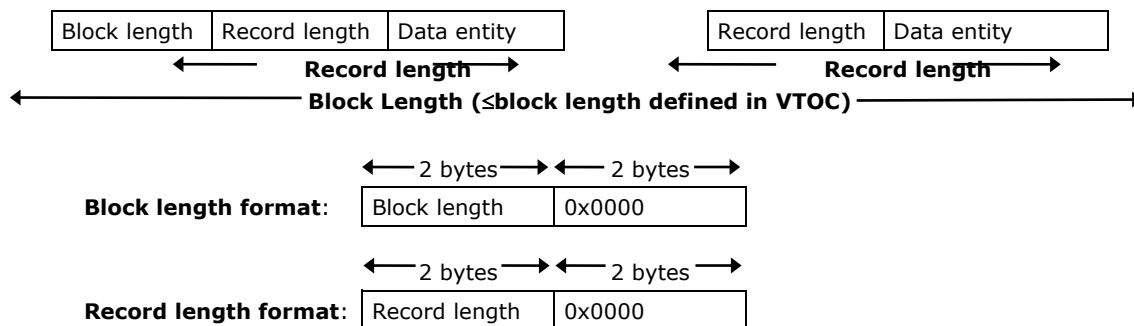 Block length Record length Data entity Record length Data entity
Record length Record length
Block Length (≤block length defined in VTOC)
2 bytes 2 bytes
Block length format: Block length 0x0000
2 bytes 2 bytes
Record length format: Record length 0x0000